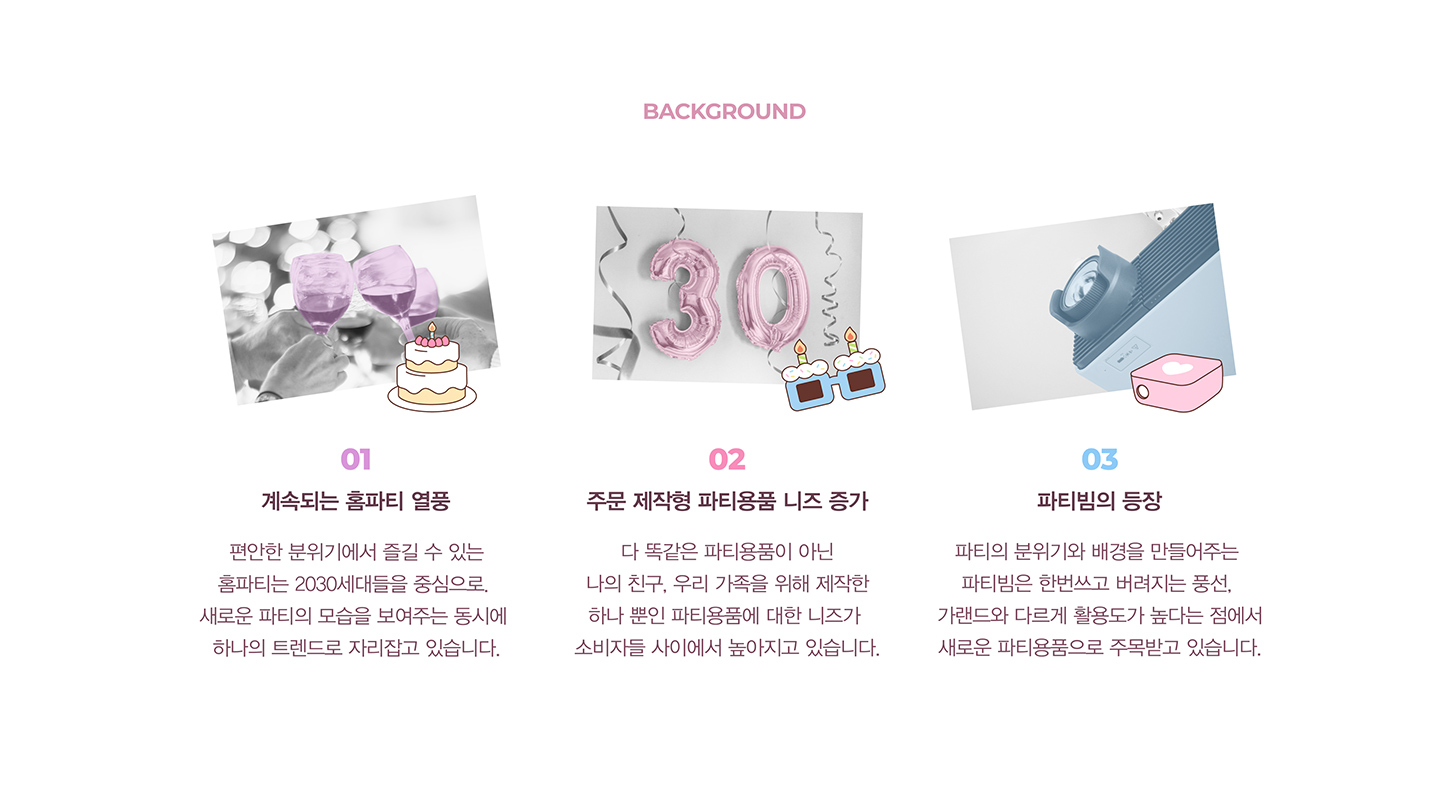 BACKGROUND
01
계속되는 홈파티 열풍
편안한 분위기에서 즐길 수 있는
홈파티는 2030세대들을 중심으로.
새로운 파티의 모습을 보여주는 동시에
하나의 트렌드로 자리잡고 있습니다.
02
주문 제작형 파티용품 니즈 증가
다 똑같은 파티용품이 아닌
나의 친구, 우리 가족을 위해 제작한
하나 뿐인 파티용품에 대한 니즈가
소비자들 사이에서 높아지고 있습니다.
03
파티빔의 등장
파티의 분위기와 배경을 만들어주는
파티빔은 한번쓰고 버려지는 풍선,
가랜드와 다르게 활용도가 높다는 점에서
새로운 파티용품으로 주목받고 있습니다.
30